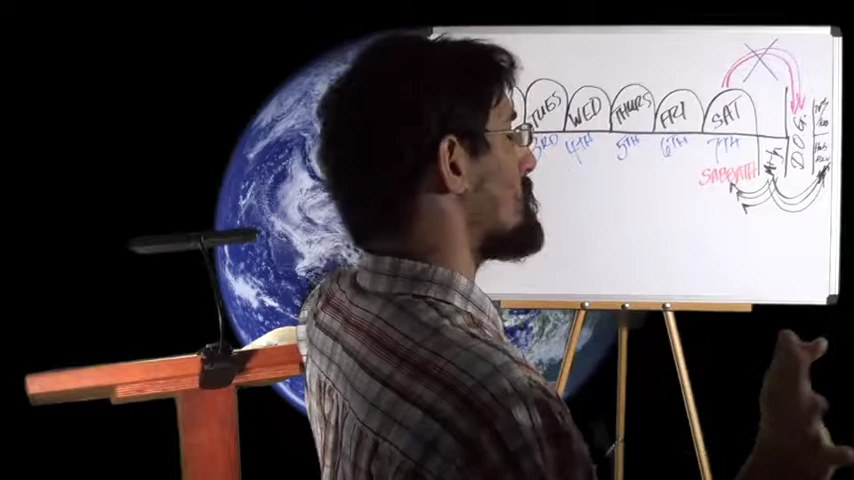 TUES WED THURS FRI SAT
3RD 4TH 5TH 6TH 7TH
SABBATH